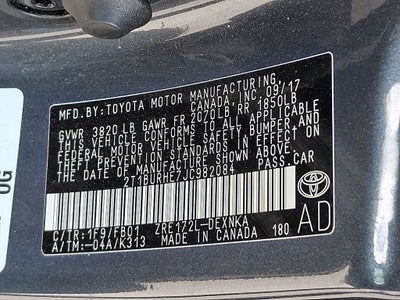 MFD.BY:TOYOTA MOTOR MANUFACTURING
CANADA, INC. 09/17
GVWR 3820 LB GAWR FR 2070LB RR 1850LB
THIS VEHICLE CONFORMS TO ALL APPLICABLE
FEDERAL MOTOR VEHICLE SAFETY, BUMPER, AND
THEFT PREVENTION STANDARDS IN EFFECT ON
THE DATE OF MANUFACTURE SHOWN ABOVE.
2T1BURHE7JC982084 PASS.CAR
C/TR:1F9/FB01 ZRE172L-DEXNKA
A/TM:-04A/K313 MADE IN CANADA 180
AD
TOYOTA
OG